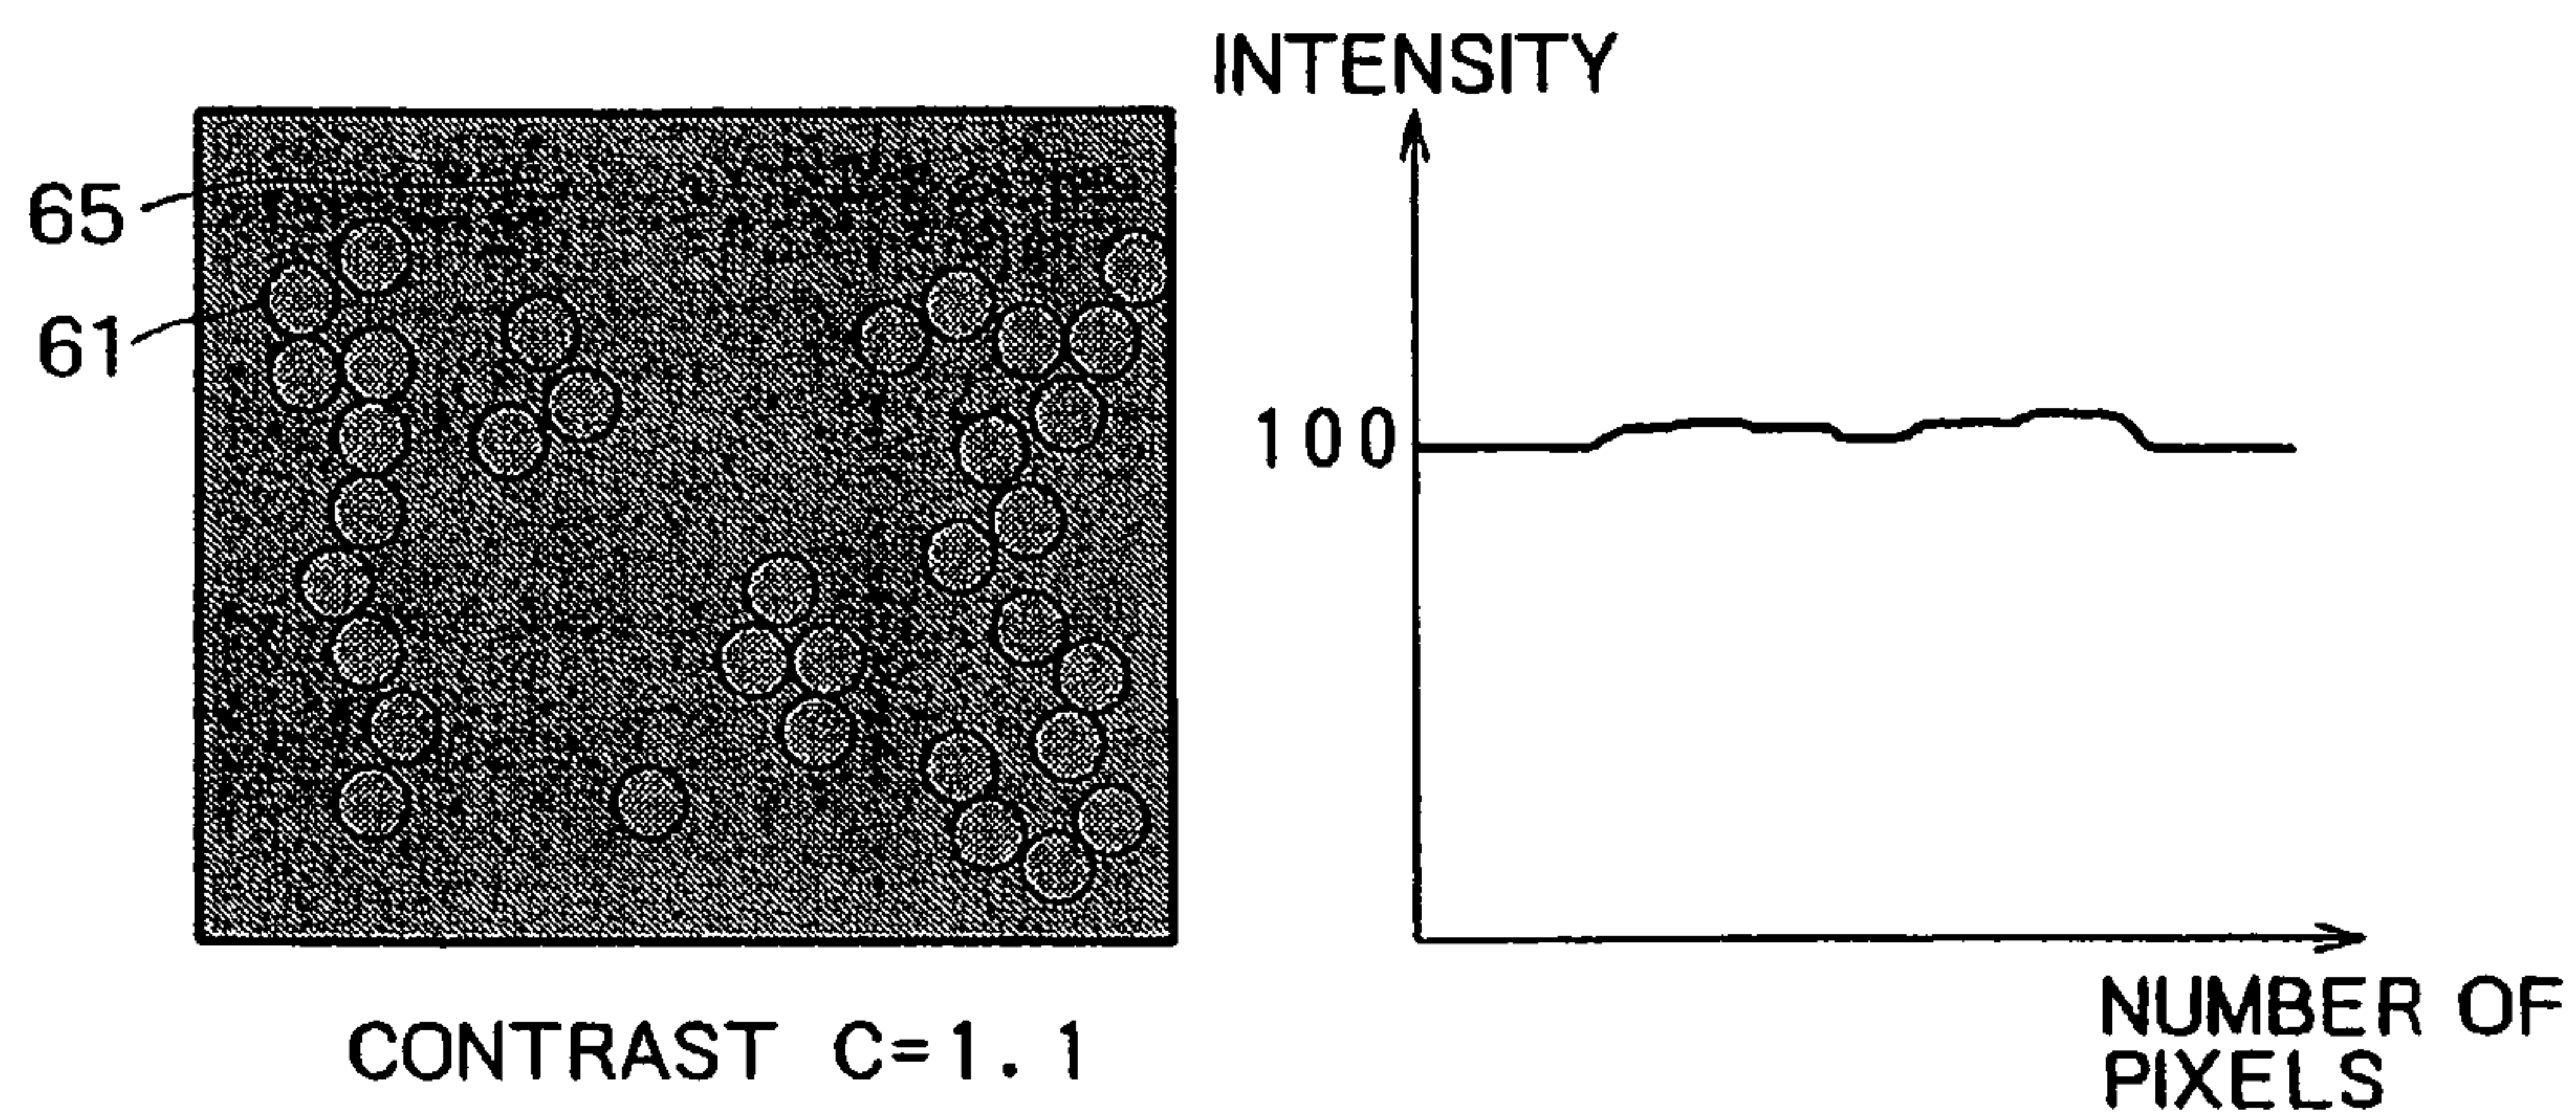 65
61
CONTRAST C=1.1
INTENSITY
100
NUMBER OF
PIXELS